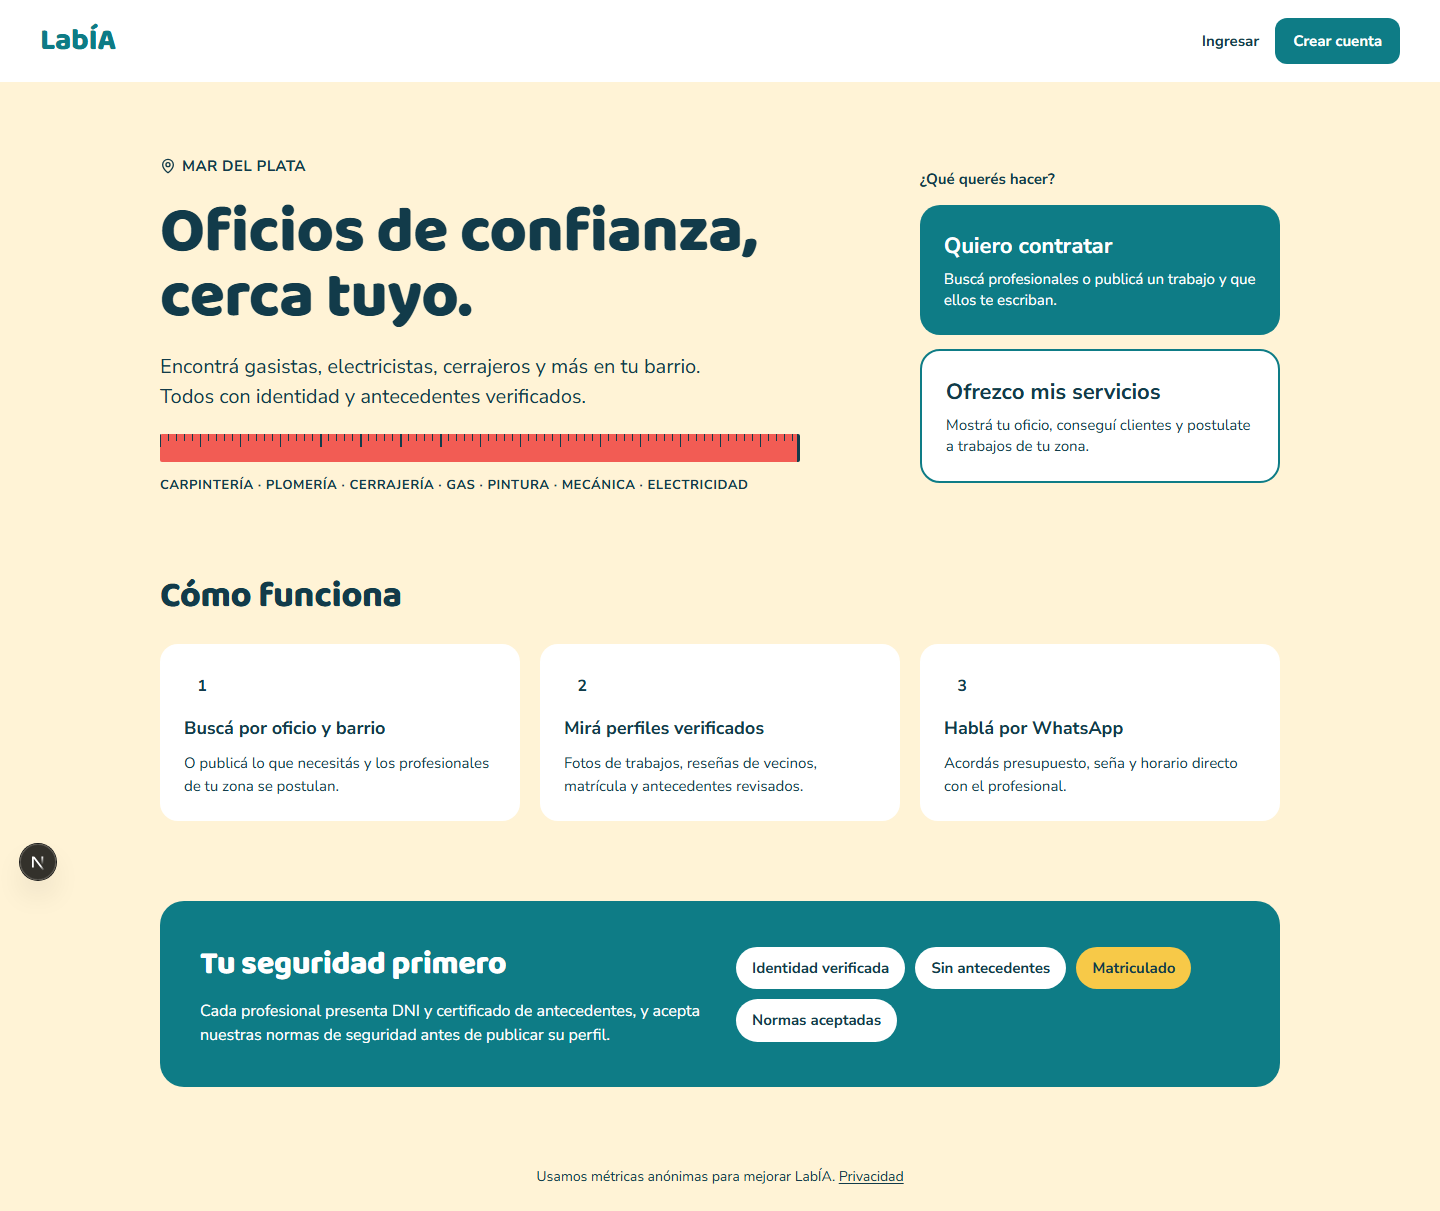 LabÍA
Ingresar
Crear cuenta
MAR DEL PLATA
Oficios de confianza,
cerca tuyo.
Encontrá gasistas, electricistas, cerrajeros y más en tu barrio.
Todos con identidad y antecedentes verificados.
CARPINTERÍA · PLOMERÍA · CERRAJERÍA · GAS · PINTURA · MECÁNICA · ELECTRICIDAD
¿Qué querés hacer?
Quiero contratar
Buscá profesionales o publicá un trabajo y que
ellos te escriban.
Ofrezco mis servicios
Mostrá tu oficio, conseguí clientes y postulate
a trabajos de tu zona.
Cómo funciona
1
Buscá por oficio y barrio
O publicá lo que necesitás y los profesionales
de tu zona se postulan.
2
Mirá perfiles verificados
Fotos de trabajos, reseñas de vecinos,
matrícula y antecedentes revisados.
3
Hablá por WhatsApp
Acordás presupuesto, seña y horario directo
con el profesional.
N
Tu seguridad primero
Cada profesional presenta DNI y certificado de antecedentes, y acepta
nuestras normas de seguridad antes de publicar su perfil.
Identidad verificada
Sin antecedentes
Matriculado
Normas aceptadas
Usamos métricas anónimas para mejorar LabÍA. Privacidad